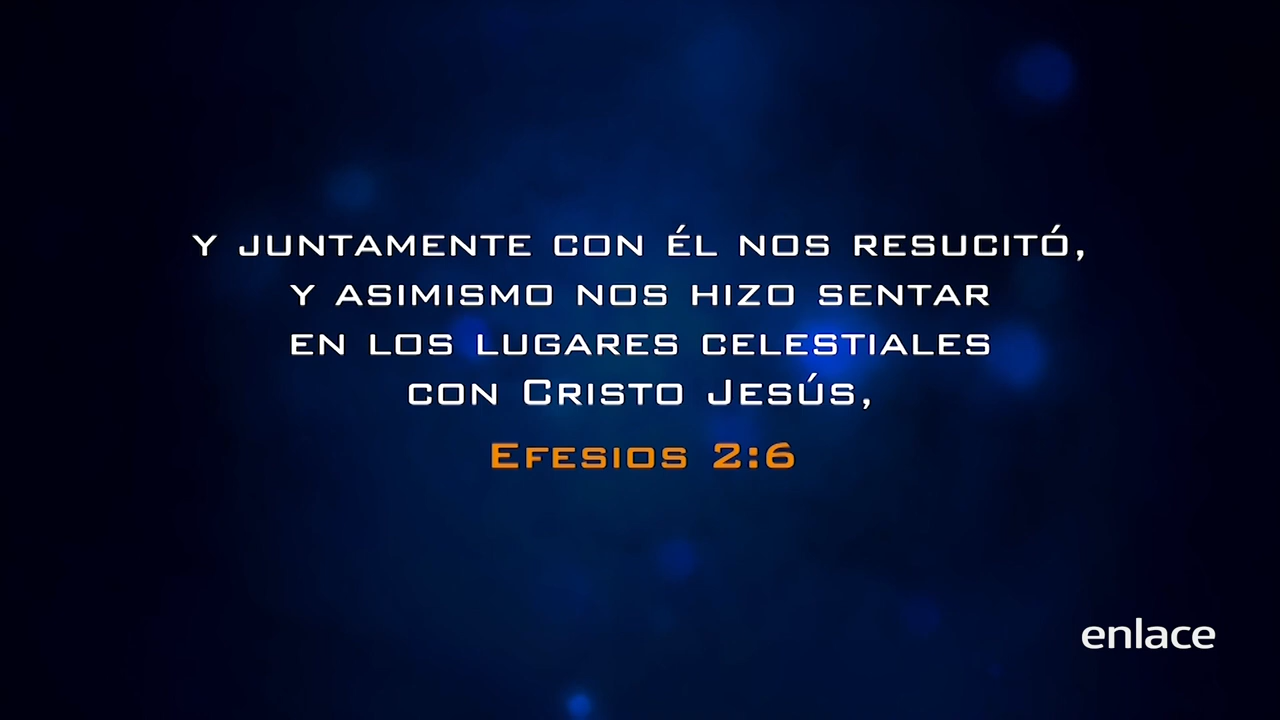 Y JUNTAMENTE CON ÉL NOS RESUCITÓ,
Y ASIMISMO NOS HIZO SENTAR
EN LOS LUGARES CELESTIALES
CON CRISTO JESÚS,
EFESIOS 2:6
enlace